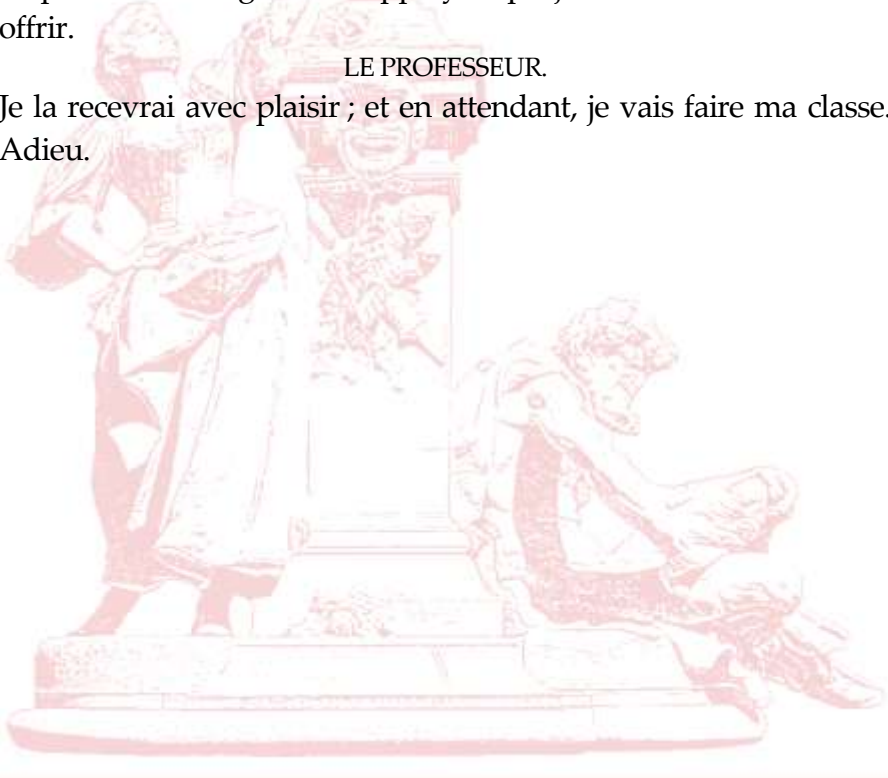 offrir.
LE PROFESSEUR.
Je la recevrai avec plaisir ; et en attendant, je vais faire ma classe.
Adieu.